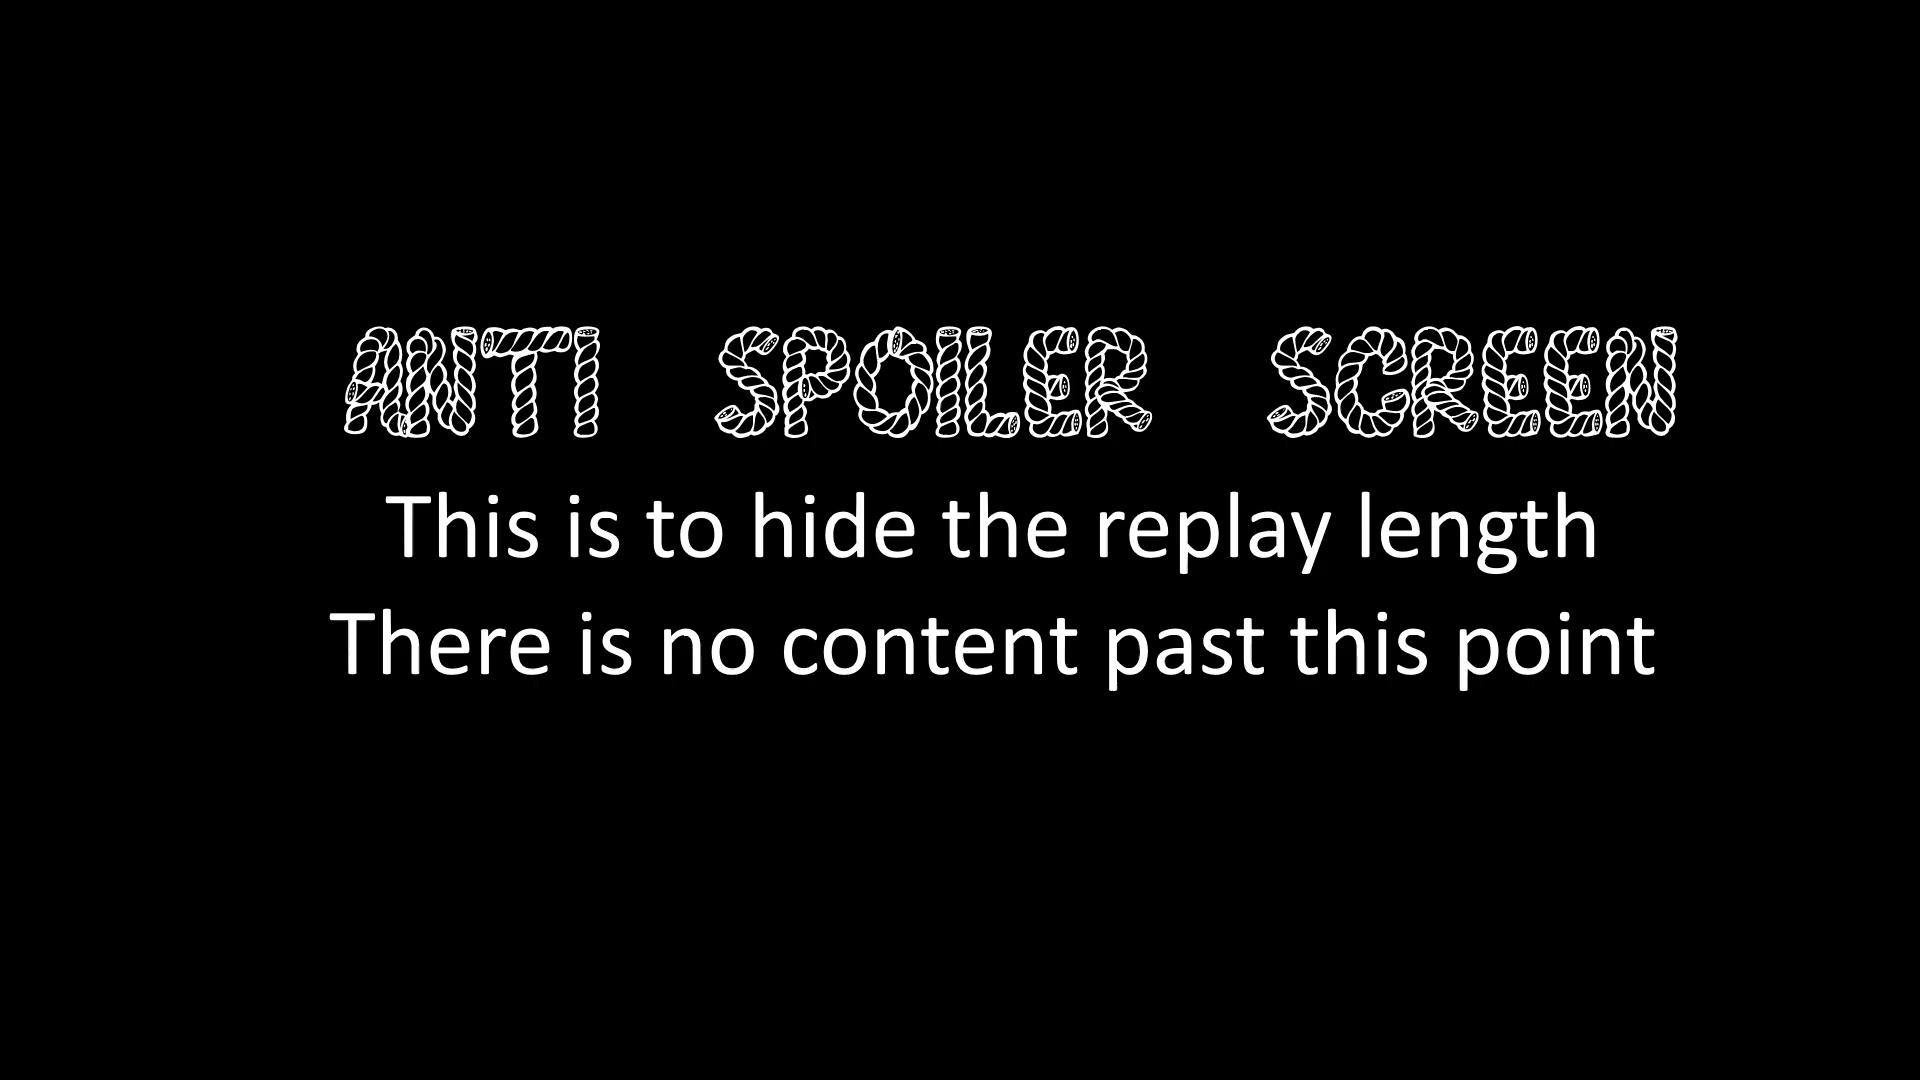 ANTI SPOILER SCREEN
This is to hide the replay length
There is no content past this point